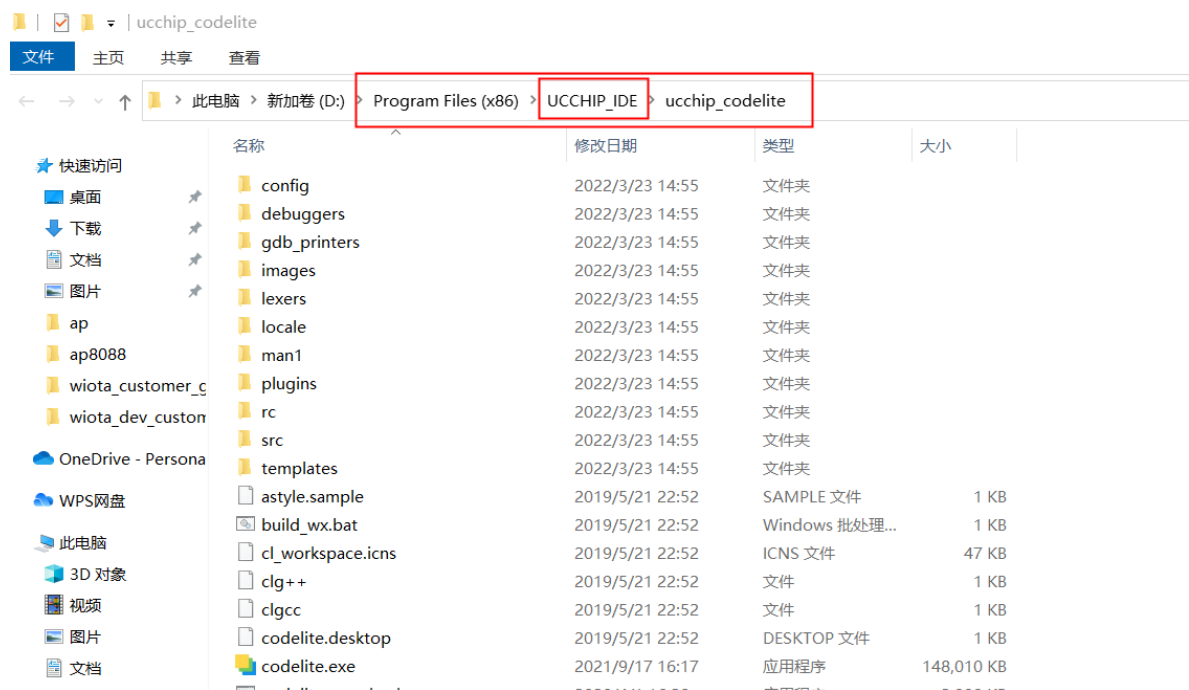 ucchip_codelite
文件 主页 共享 查看
此电脑 新加卷 (D:) Program Files (x86) UCCHIP_IDE ucchip_codelite
名称 修改日期 类型 大小
快速访问
桌面
下载
文档
图片
ap
ap8088
wiota_customer_g
wiota_dev_custom
OneDrive - Persona
WPS网盘
此电脑
3D 对象
视频
图片
文档
config 2022/3/23 14:55 文件夹
debuggers 2022/3/23 14:55 文件夹
gdb_printers 2022/3/23 14:55 文件夹
images 2022/3/23 14:55 文件夹
lexers 2022/3/23 14:55 文件夹
locale 2022/3/23 14:55 文件夹
man1 2022/3/23 14:55 文件夹
plugins 2022/3/23 14:55 文件夹
rc 2022/3/23 14:55 文件夹
src 2022/3/23 14:55 文件夹
templates 2022/3/23 14:55 文件夹
astyle.sample 2019/5/21 22:52 SAMPLE 文件 1 KB
build_wx.bat 2019/5/21 22:52 Windows 批处理... 1 KB
cl_workspace.icns 2019/5/21 22:52 ICNS 文件 47 KB
clg++ 2019/5/21 22:52 文件 1 KB
clgcc 2019/5/21 22:52 文件 1 KB
codelite.desktop 2019/5/21 22:52 DESKTOP 文件 1 KB
codelite.exe 2021/9/17 16:17 应用程序 148,010 KB